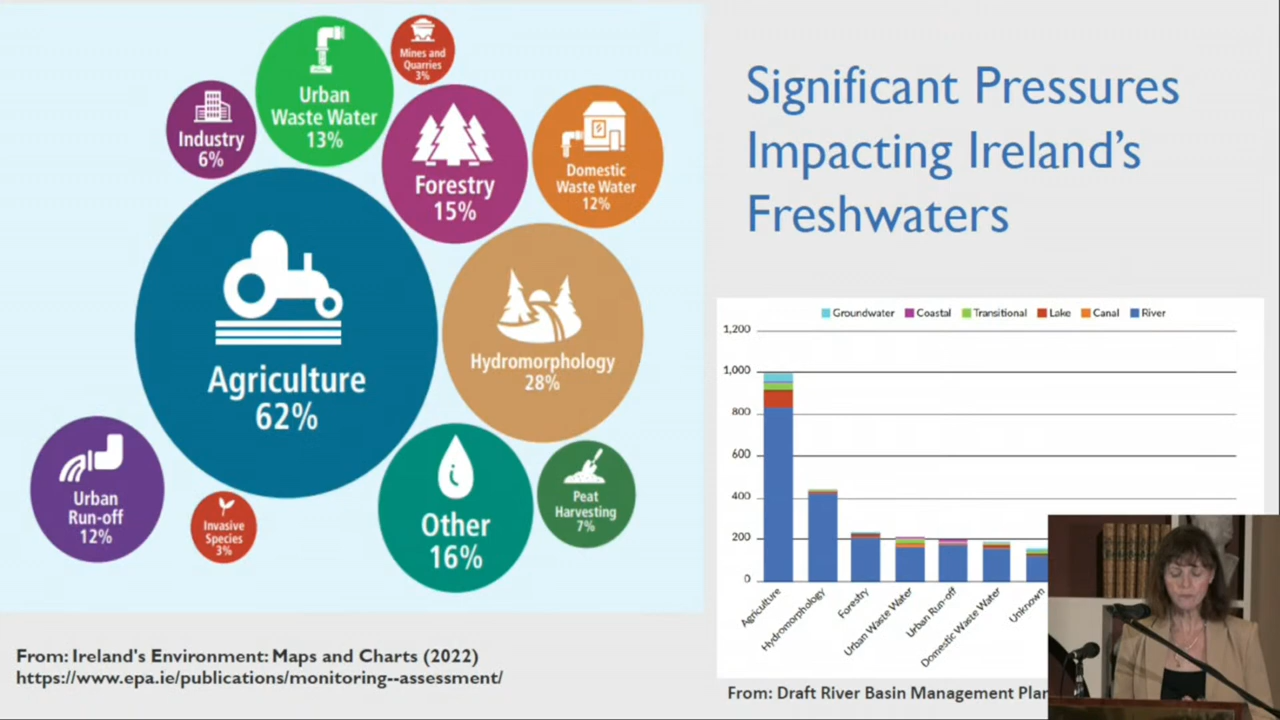 Significant Pressures
Impacting Ireland's
Freshwaters
Mines and
Quarries
3%
Urban
Waste Water
13%
Industry
6%
Forestry
15%
Domestic
Waste Water
12%
Agriculture
62%
Hydromorphology
28%
Urban
Run-off
12%
Invasive
Species
3%
Other
16%
Peat
Harvesting
7%
From: Ireland's Environment: Maps and Charts (2022)
https://www.epa.ie/publications/monitoring--assessment/
Groundwater Coastal Transitional Lake Canal River
1,200
1,000
800
600
400
200
0
Agriculture
Hydromorphology
Forestry
Urban Waste Water
Urban Run-off
Domestic Waste Water
Unknown
From: Draft River Basin Management Plan